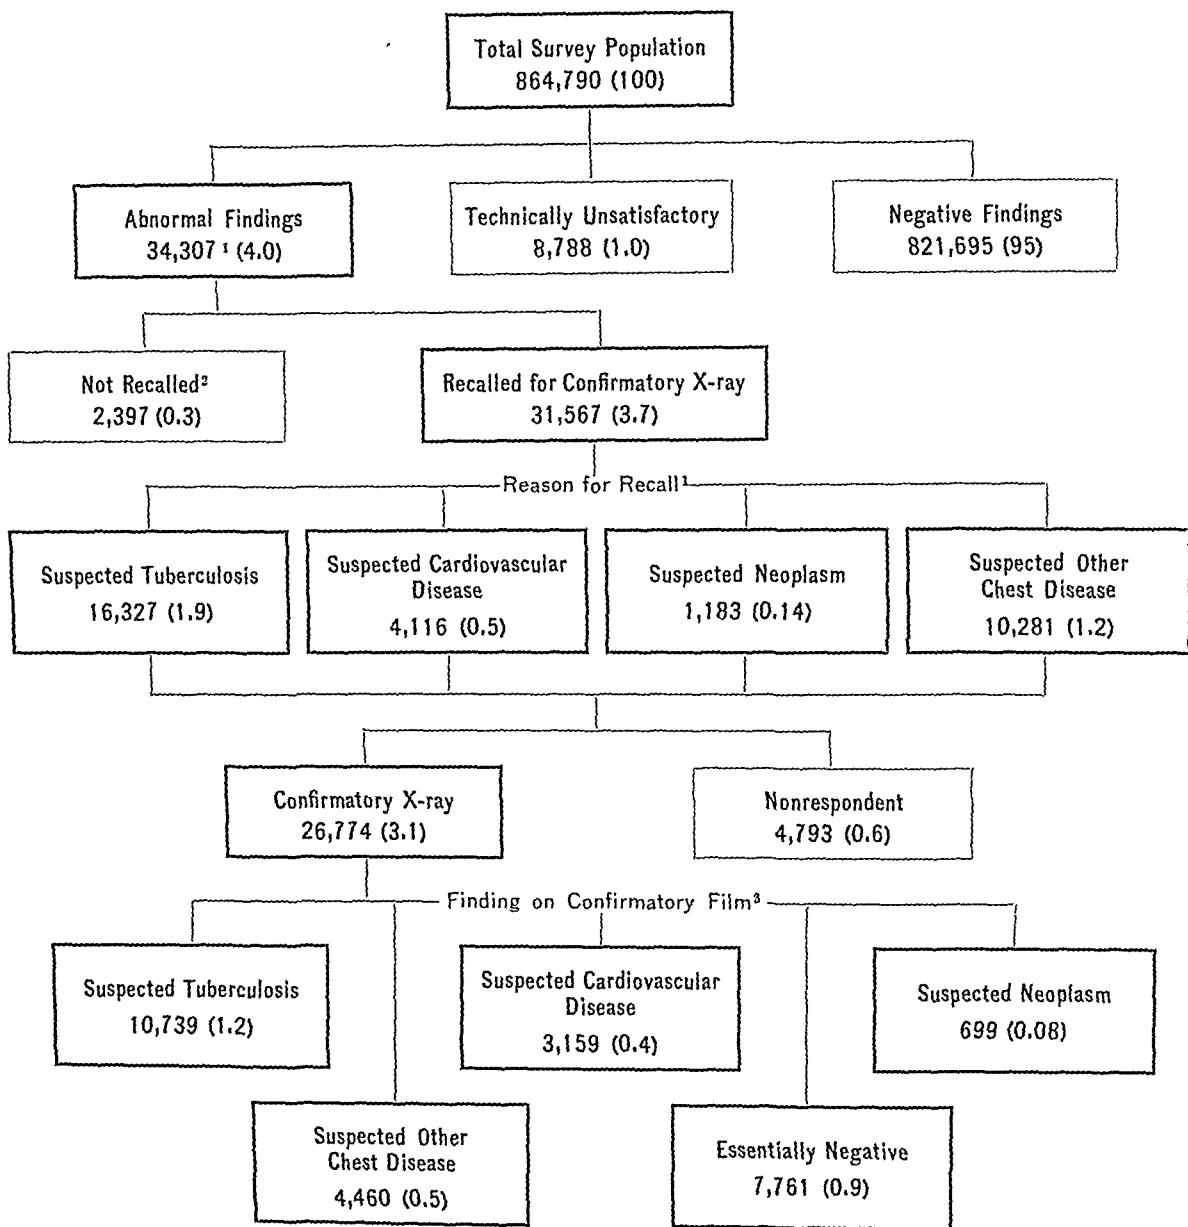 Total Survey Population
864,790 (100)
Abnormal Findings
34,307¹ (4.0)
Technically Unsatisfactory
8,788 (1.0)
Negative Findings
821,695 (95)
Not Recalled²
2,397 (0.3)
Recalled for Confirmatory X-ray
31,567 (3.7)
Reason for Recall¹
Suspected Tuberculosis
16,327 (1.9)
Suspected Cardiovascular
Disease
4,116 (0.5)
Suspected Neoplasm
1,183 (0.14)
Suspected Other
Chest Disease
10,281 (1.2)
Confirmatory X-ray
26,774 (3.1)
Nonrespondent
4,793 (0.6)
Finding on Confirmatory Film³
Suspected Tuberculosis
10,739 (1.2)
Suspected Cardiovascular
Disease
3,159 (0.4)
Suspected Neoplasm
699 (0.08)
Suspected Other
Chest Disease
4,460 (0.5)
Essentially Negative
7,761 (0.9)